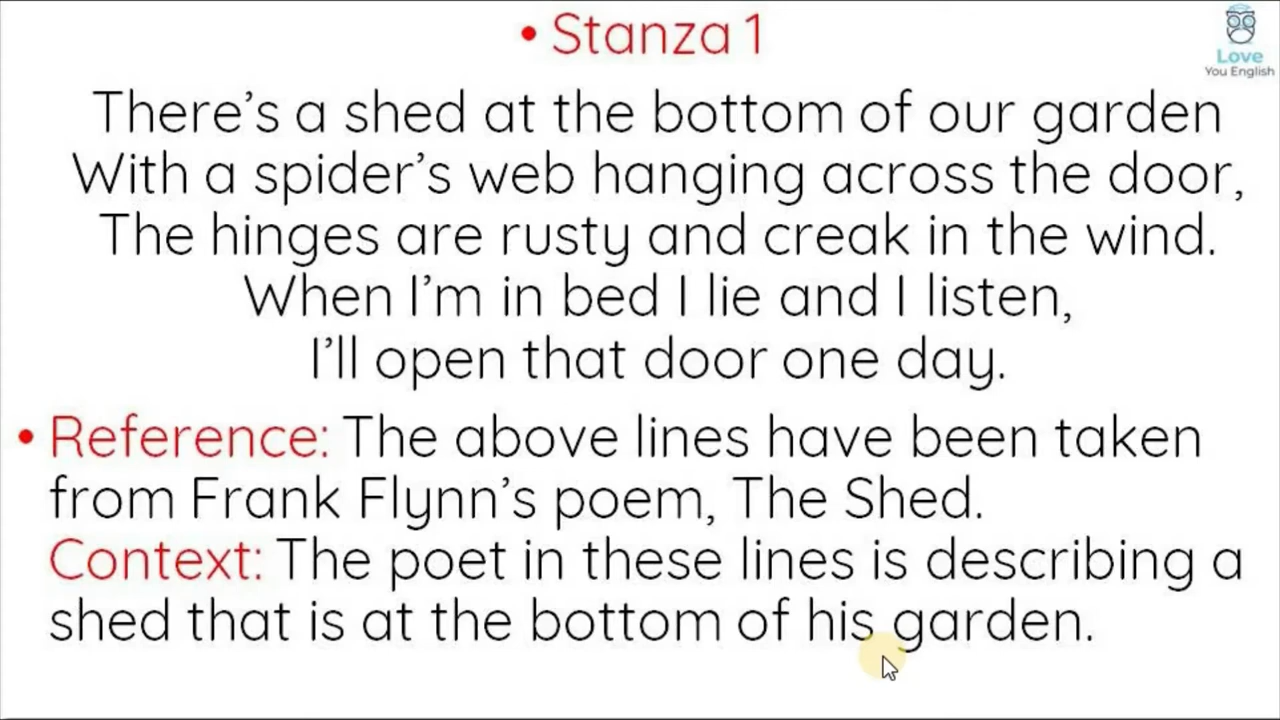 • Stanza 1
Love
You English
There's a shed at the bottom of our garden
With a spider's web hanging across the door,
The hinges are rusty and creak in the wind.
When I'm in bed I lie and I listen,
I'll open that door one day.
• Reference: The above lines have been taken
from Frank Flynn's poem, The Shed.
Context: The poet in these lines is describing a
shed that is at the bottom of his garden.